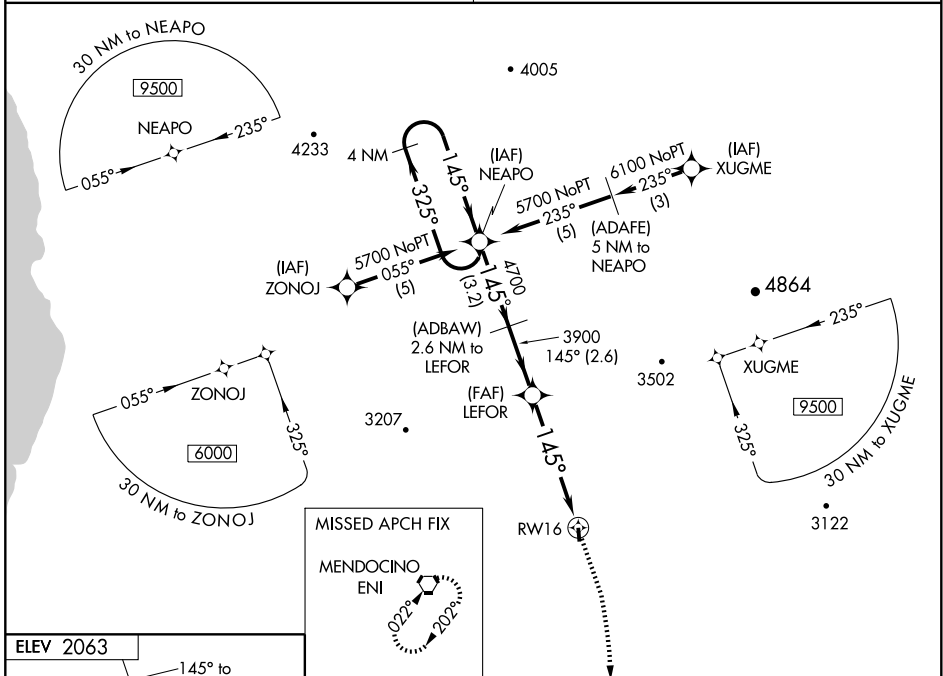 30 NM to NEAPO
9500
NEAPO
055°
235°
4005
4233
4 NM
145°
325°
(IAF)
NEAPO
5700 NoPT
235°
(5)
6100 NoPT
235°
(3)
(IAF)
XUGME
(ADAFE)
5 NM to
NEAPO
5700 NoPT
055°
(5)
(IAF)
ZONOJ
4700
145°
(3.2)
(ADBAW)
2.6 NM to
LEFOR
3900
145° (2.6)
4864
3502
(FAF)
LEFOR
3207
145°
RW16
055°
ZONOJ
325°
6000
30 NM to ZONOJ
235°
XUGME
9500
325°
30 NM to XUGME
3122
MISSED APCH FIX
MENDOCINO
ENI
022°
202°
ELEV 2063
145° to